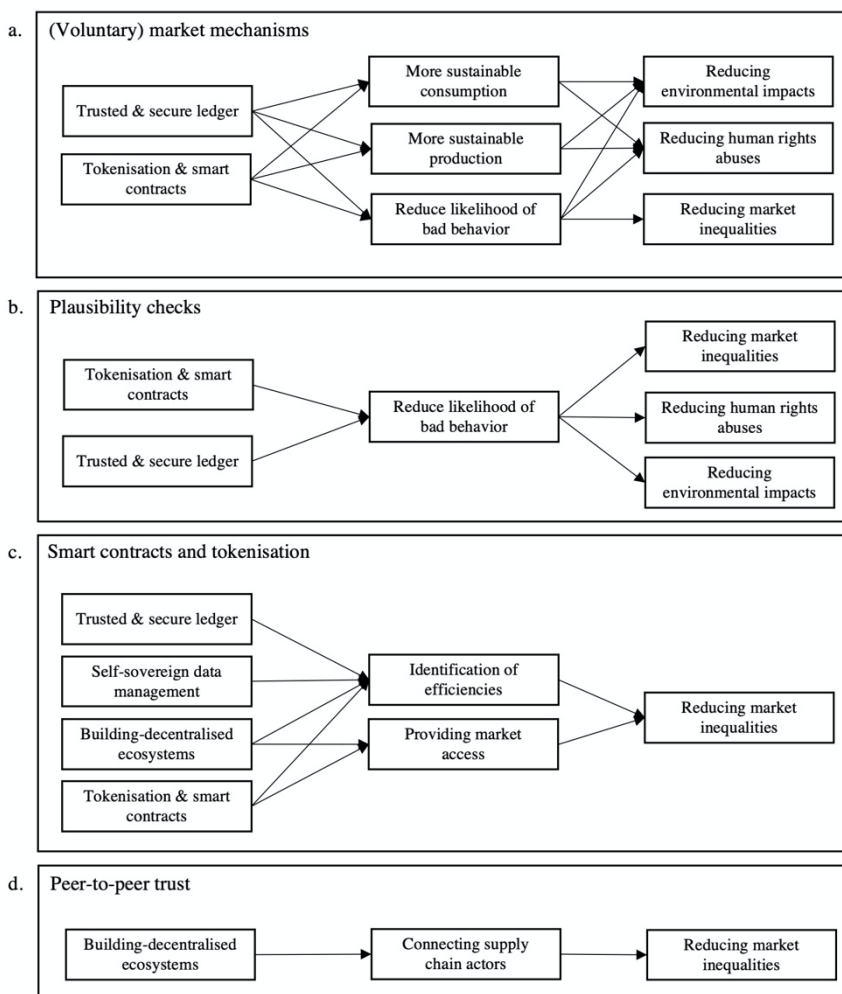 a.
(Voluntary) market mechanisms
Trusted & secure ledger
Tokenisation & smart
contracts
More sustainable
consumption
More sustainable
production
Reduce likelihood of
bad behavior
Reducing
environmental impacts
Reducing human rights
abuses
Reducing market
inequalities
b.
Plausibility checks
Tokenisation & smart
contracts
Trusted & secure ledger
Reduce likelihood of
bad behavior
Reducing market
inequalities
Reducing human rights
abuses
Reducing
environmental impacts
c.
Smart contracts and tokenisation
Trusted & secure ledger
Self-sovereign data
management
Building-decentralised
ecosystems
Tokenisation & smart
contracts
Identification of
efficiencies
Providing market
access
Reducing market
inequalities
d.
Peer-to-peer trust
Building-decentralised
ecosystems
Connecting supply
chain actors
Reducing market
inequalities